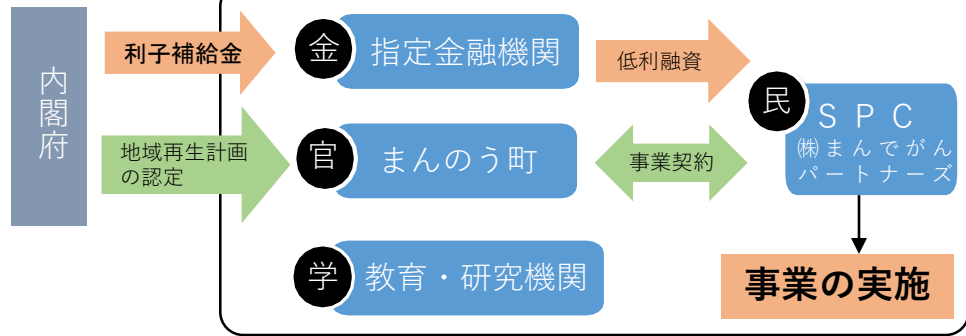 内閣府
利子補給金
金
指定金融機関
低利融資
民
ＳＰＣ
㈱まんでがん
パートナーズ
地域再生計画
の認定
官
まんのう町
事業契約
学
教育・研究機関
事業の実施